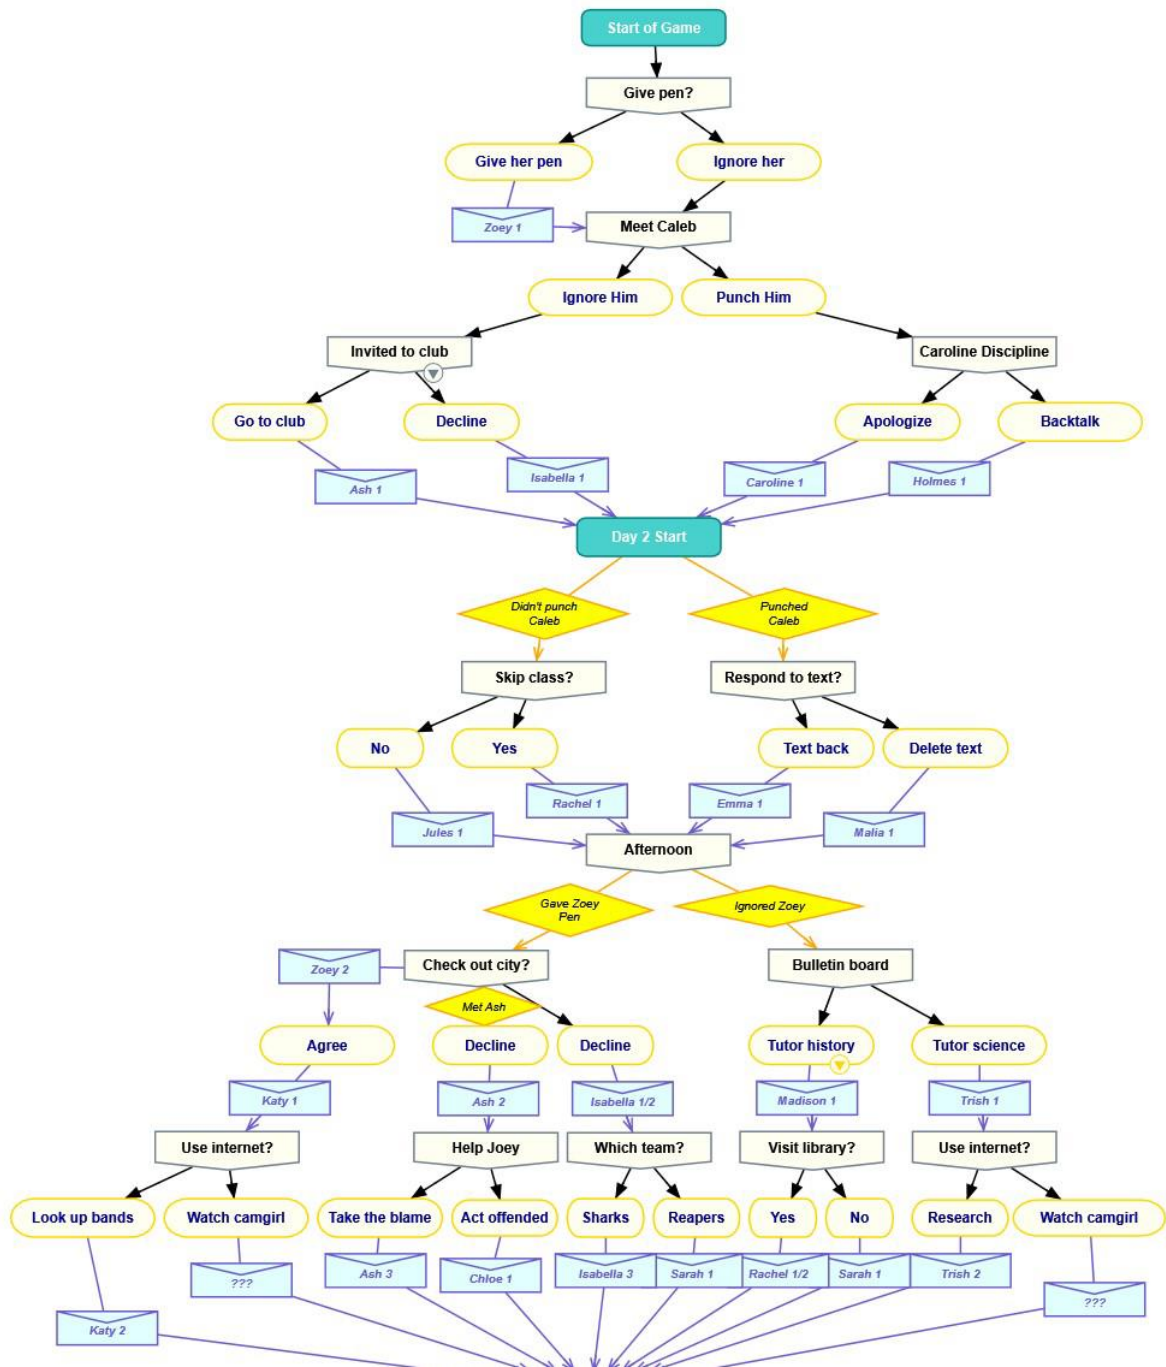 Start of Game
Give pen?
Give her pen
Ignore her
Zoey 1
Meet Caleb
Ignore Him
Punch Him
Invited to club
Caroline Discipline
Go to club
Decline
Apologize
Backtalk
Ash 1
Isabella 1
Caroline 1
Holmes 1
Day 2 Start
Didn't punch
Caleb
Punched
Caleb
Skip class?
Respond to text?
No
Yes
Text back
Delete text
Rachel 1
Emma 1
Jules 1
Malia 1
Afternoon
Gave Zoey
Pen
Ignored Zoey
Zoey 2
Check out city?
Bulletin board
Met Ash
Agree
Decline
Decline
Tutor history
Tutor science
Katy 1
Ash 2
Isabella 1/2
Madison 1
Trish 1
Use internet?
Help Joey
Which team?
Visit library?
Use internet?
Look up bands
Watch camgirl
Take the blame
Act offended
Sharks
Reapers
Yes
No
Research
Watch camgirl
???
Ash 3
Chloe 1
Isabella 3
Sarah 1
Rachel 1/2
Sarah 1
Trish 2
???
Katy 2